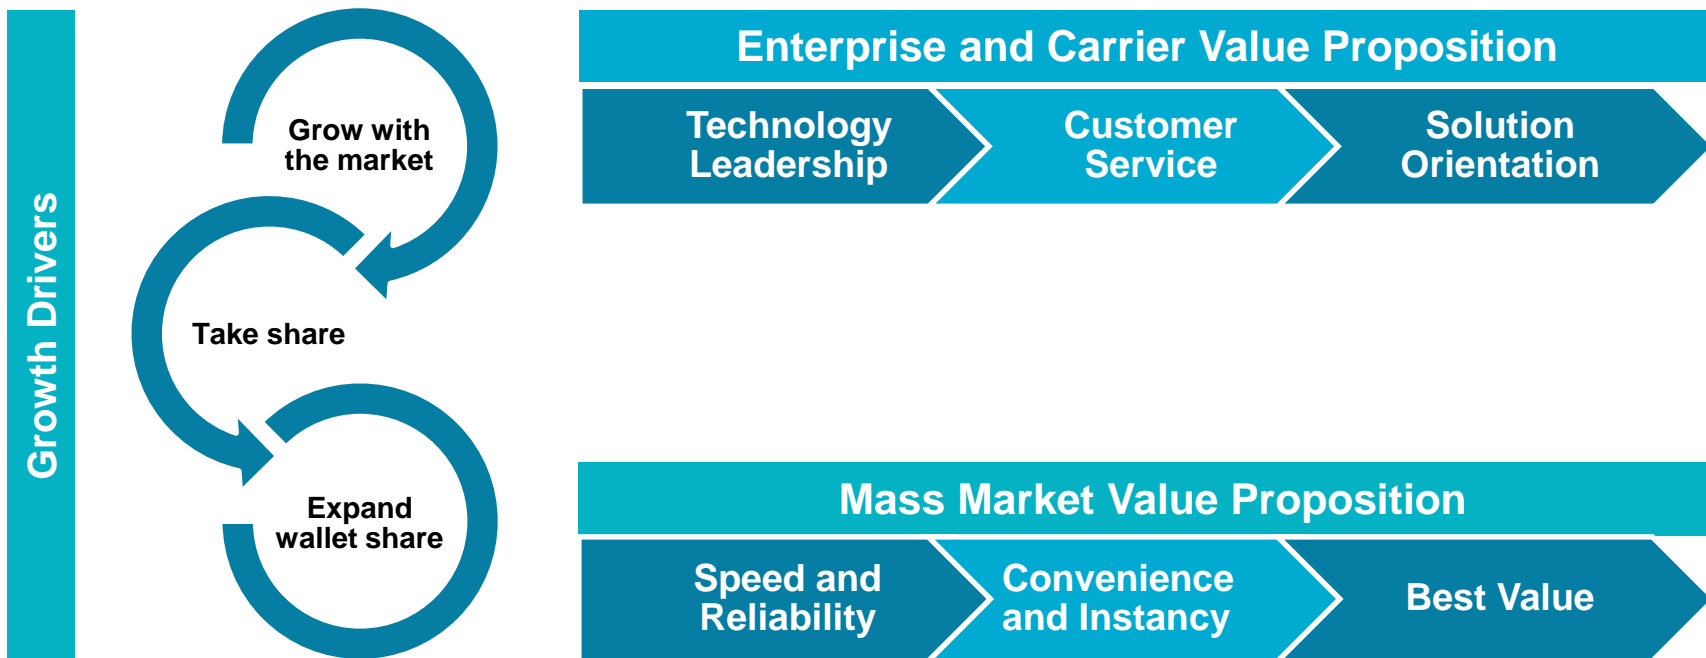 Growth Drivers
Grow with
the market
Take share
Expand
wallet share
Enterprise and Carrier Value Proposition
Technology
Leadership
Customer
Service
Solution
Orientation
Mass Market Value Proposition
Speed and
Reliability
Convenience
and Instancy
Best Value